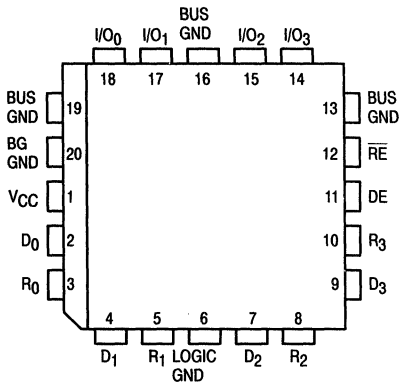 BUS
I/O0 I/O1 GND I/O2 I/O3
18 17 16 15 14
BUS GND 19 13 BUS GND
BG GND 20 12 R̅E̅
VCC 1 11 DE
D0 2 10 R3
R0 3 9 D3
4 5 6 7 8
D1 R1 LOGIC D2 R2
GND